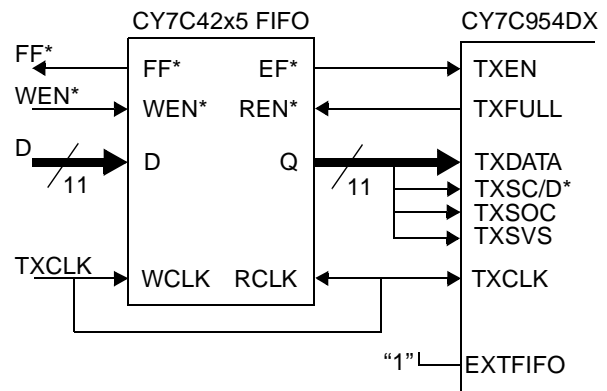 CY7C42x5 FIFO CY7C954DX
FF* FF* EF* TXEN
WEN* WEN* REN* TXFULL
D D Q TXDATA
11 11 TXSC/D*
TXSOC
TXSVS
TXCLK WCLK RCLK TXCLK
“1” EXTFIFO